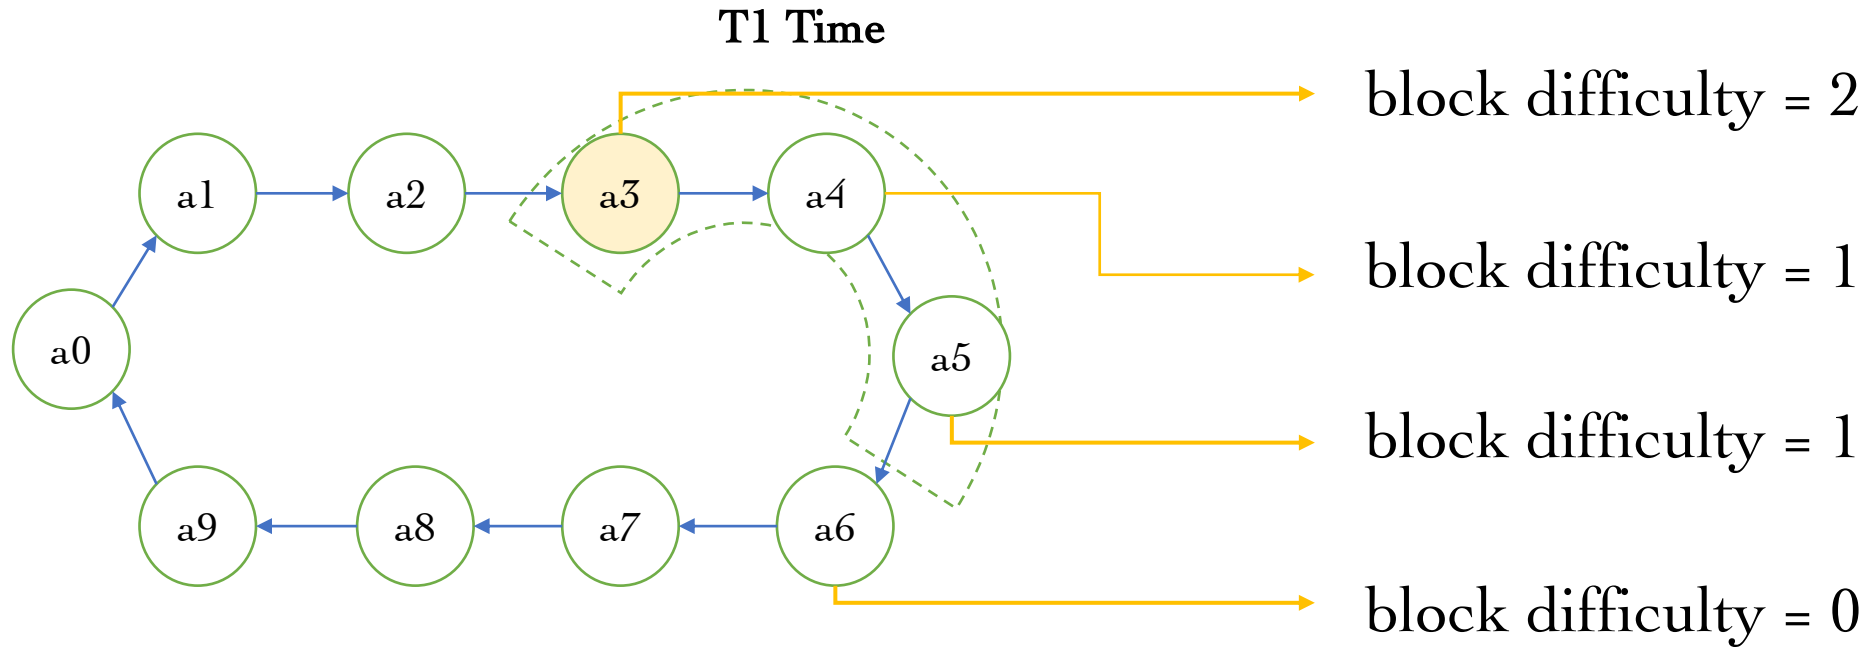 T1 Time
block difficulty = 2
a1
a2
a3
a4
block difficulty = 1
a0
a5
block difficulty = 1
a9
a8
a7
a6
block difficulty = 0